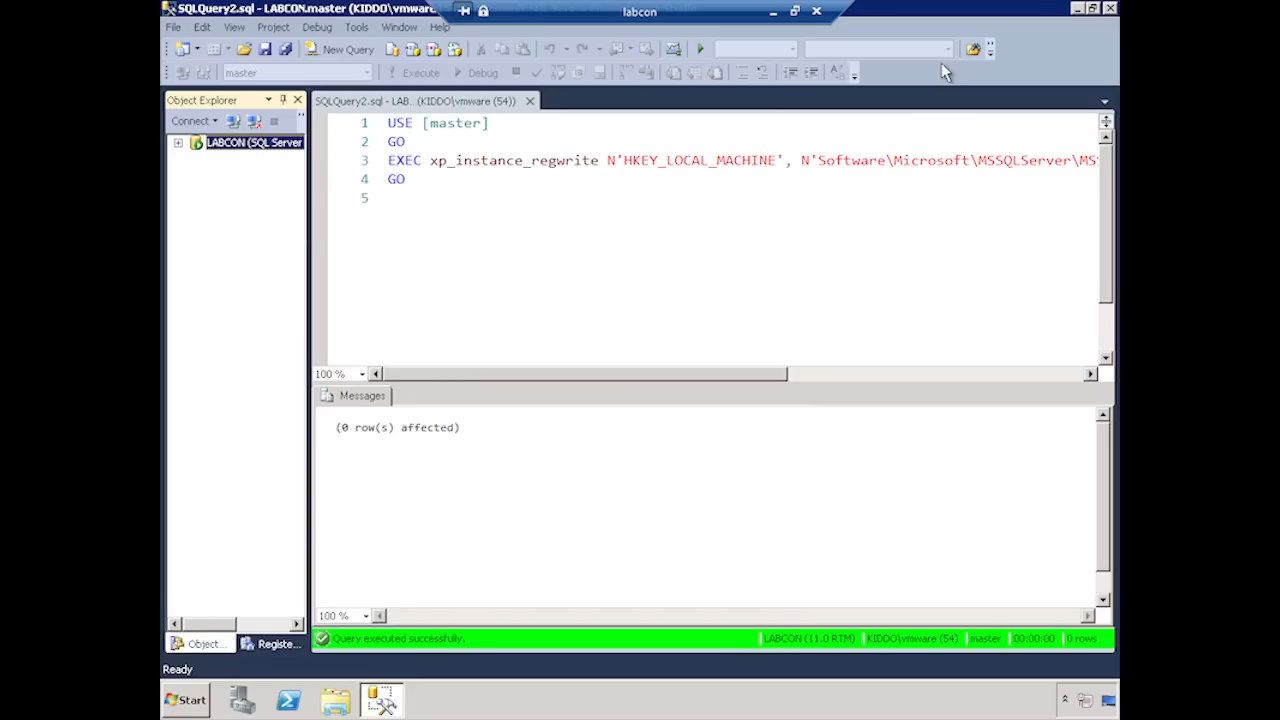 SQLQuery2.sql - LABCON.master (KIDDO\vmware
labcon
File Edit View Project Debug Tools Window Help
New Query
master Execute Debug
Object Explorer
SQLQuery2.sql - LAB...(KIDDO\vmware (54))
Connect
LABCON (SQL Server
1 USE [master]
2 GO
3 EXEC xp_instance_regwrite N'HKEY_LOCAL_MACHINE', N'Software\Microsoft\MSSQLServer\MS
4 GO
5
100 %
Messages
(0 row(s) affected)
100 %
Object... Registe...
Query executed successfully. LABCON (11.0 RTM) KIDDO\vmware (54) master 00:00:00 0 rows
Ready
Start